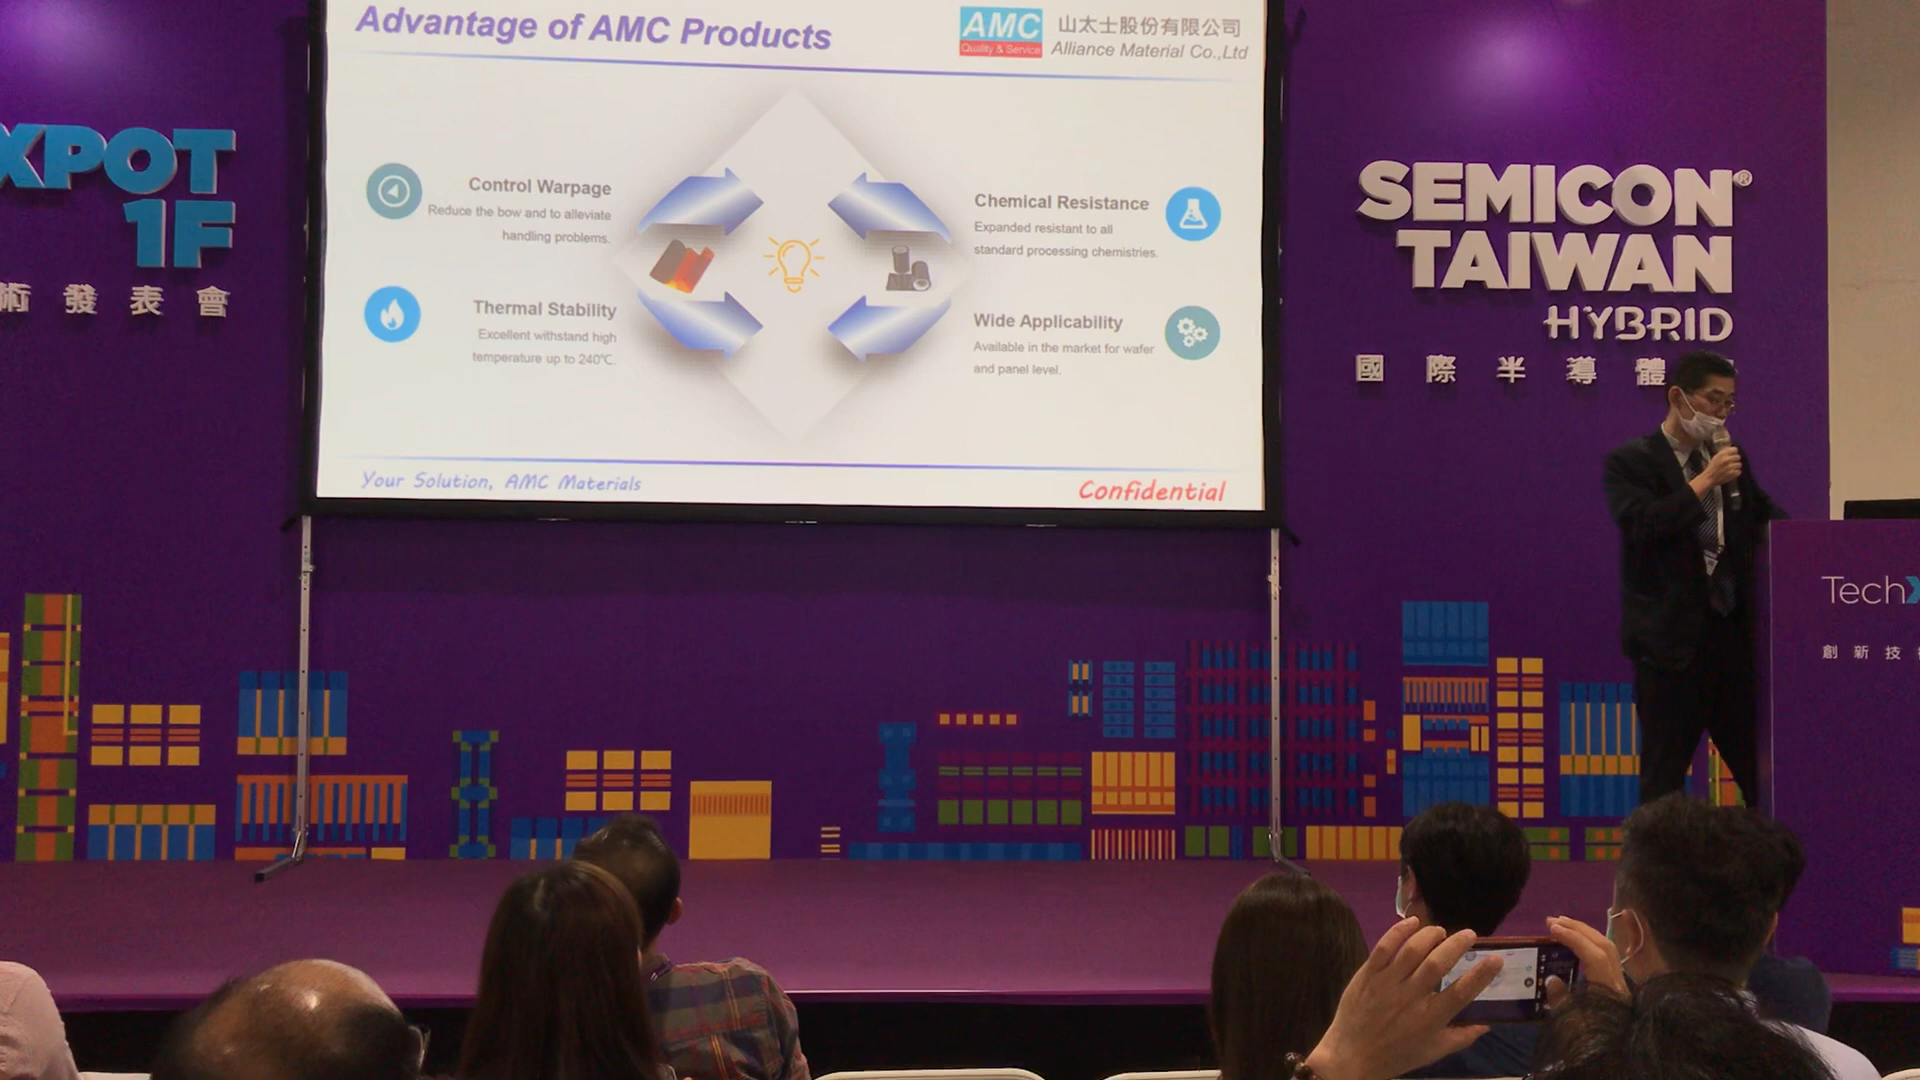 Advantage of AMC Products
AMC
Quality & Service
山太士股份有限公司
Alliance Material Co.,Ltd
Control Warpage
Reduce the bow and to alleviate
handling problems.
Thermal Stability
Excellent withstand high
temperature up to 240℃.
Chemical Resistance
Expanded resistant to all
standard processing chemistries.
Wide Applicability
Available in the market for wafer
and panel level.
Your Solution, AMC Materials
Confidential
XPOT
1F
術 發 表 會
SEMICON®
TAIWAN
HYBRID
國 際 半 導 體
TechX
創 新 技